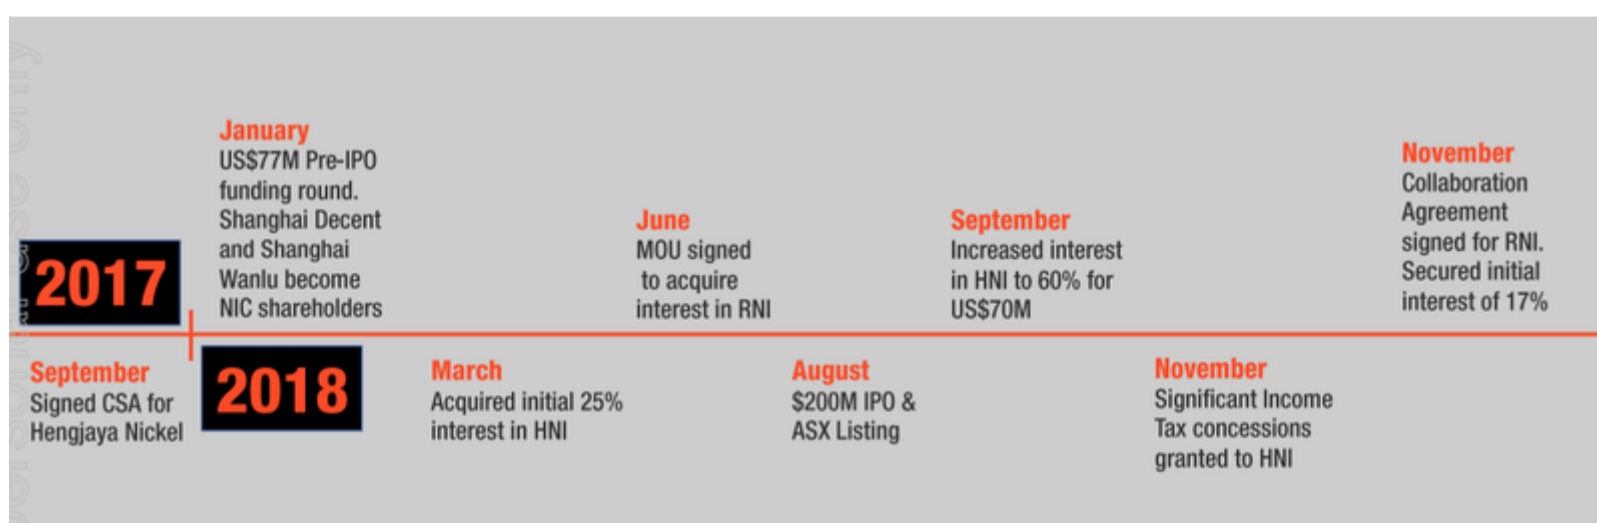 2017
September
Signed CSA for
Hengjaya Nickel
2018
January
US$77M Pre-IPO
funding round.
Shanghai Decent
and Shanghai
Wanlu become
NIC shareholders
March
Acquired initial 25%
interest in HNI
June
MOU signed
to acquire
interest in RNI
August
$200M IPO &
ASX Listing
September
Increased interest
in HNI to 60% for
US$70M
November
Significant Income
Tax concessions
granted to HNI
November
Collaboration
Agreement
signed for RNI.
Secured initial
interest of 17%